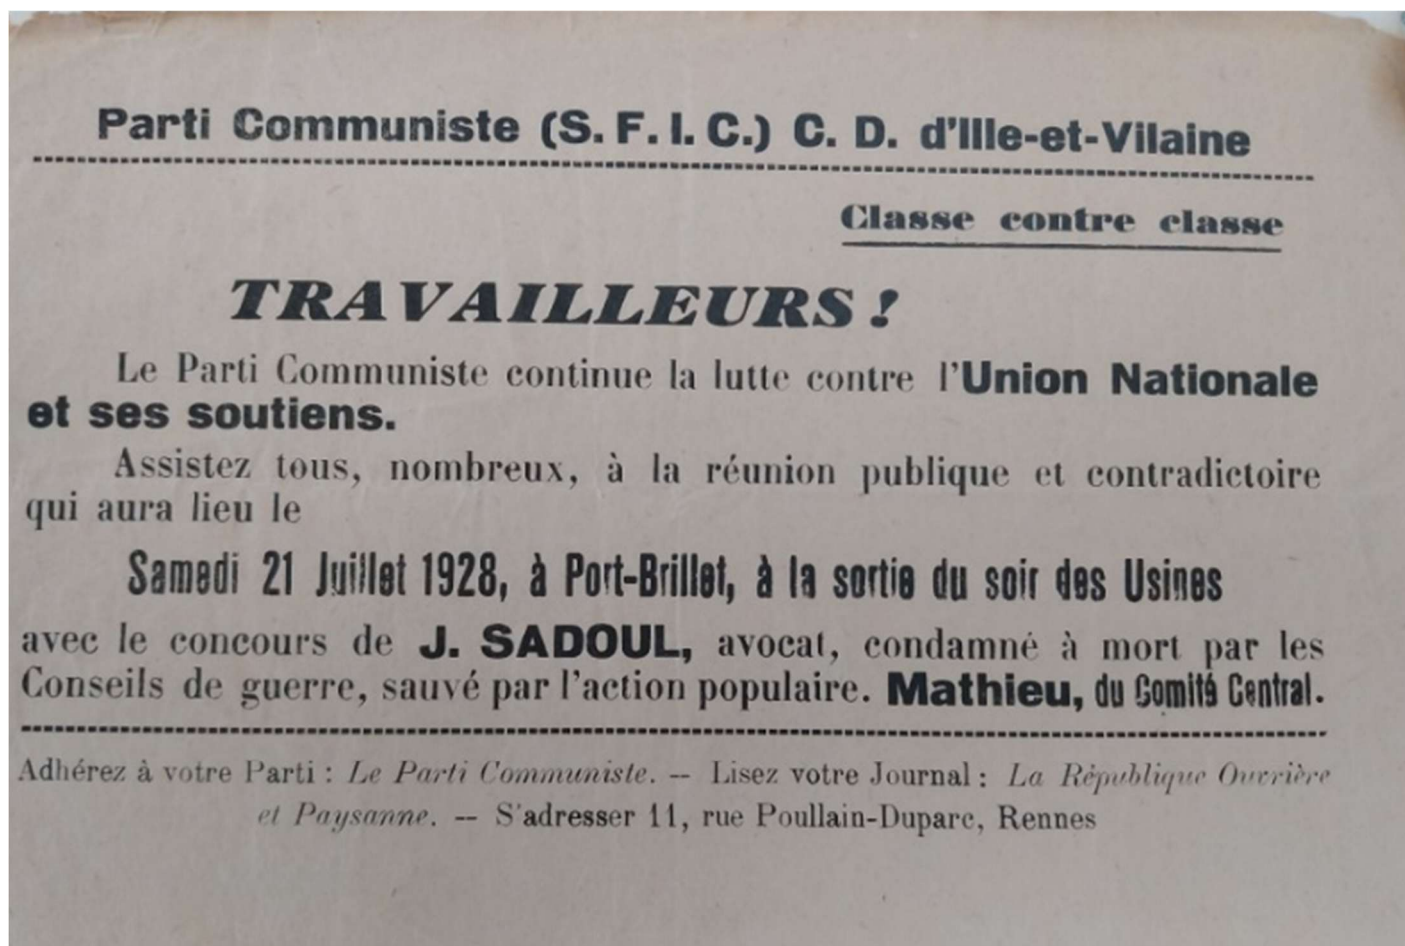 Parti Communiste (S. F. I. C.) C. D. d'Ille-et-Vilaine
Classe contre classe
TRAVAILLEURS !
Le Parti Communiste continue la lutte contre l'Union Nationale
et ses soutiens.
Assistez tous, nombreux, à la réunion publique et contradictoire
qui aura lieu le
Samedi 21 Juillet 1928, à Port-Brillet, à la sortie du soir des Usines
avec le concours de J. SADOUL, avocat, condamné à mort par les
Conseils de guerre, sauvé par l'action populaire. Mathieu, du Comité Central.
Adhérez à votre Parti : Le Parti Communiste. -- Lisez votre Journal : La République Ouvrière
et Paysanne. -- S'adresser 11, rue Poullain-Duparc, Rennes